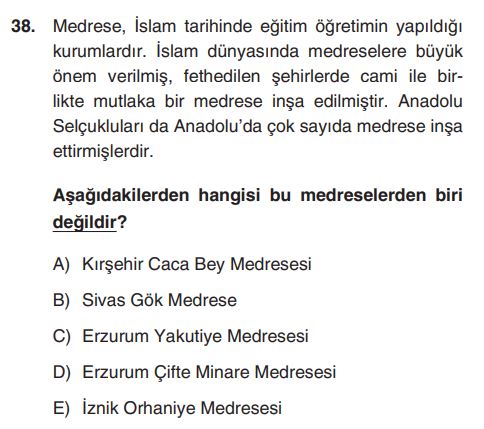 38. Medrese, İslam tarihinde eğitim öğretimin yapıldığı
kurumlardır. İslam dünyasında medreselere büyük
önem verilmiş, fethedilen şehirlerde cami ile bir-
likte mutlaka bir medrese inşa edilmiştir. Anadolu
Selçukluları da Anadolu'da çok sayıda medrese inşa
ettirmişlerdir.
Aşağıdakilerden hangisi bu medreselerden biri
değildir?
A) Kırşehir Caca Bey Medresesi
B) Sivas Gök Medrese
C) Erzurum Yakutiye Medresesi
D) Erzurum Çifte Minare Medresesi
E) İznik Orhaniye Medresesi